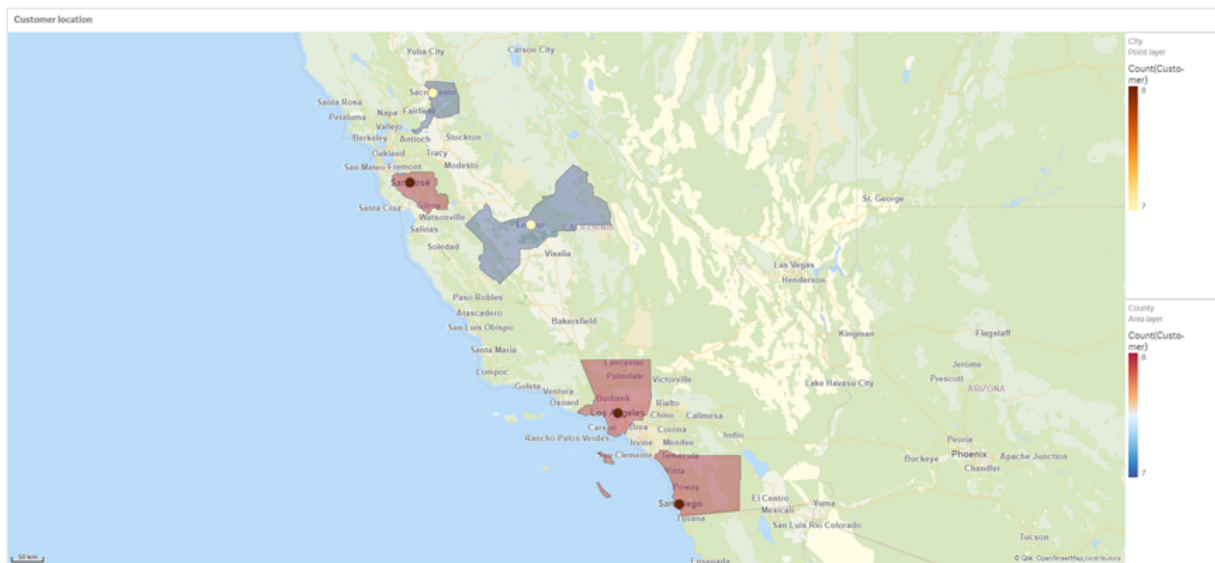 Customer location
Yuba City
Carson City
Santa Rosa
Napa
Fairfield
Petaluma
Vallejo
Berkeley
Antioch
Stockton
Oakland
Tracy
San Mateo
Fremont
Modesto
San Jose
Santa Cruz
Gilroy
Watsonville
Salinas
Soledad
Visalia
St. George
Las Vegas
Henderson
Paso Robles
Atascadero
San Luis Obispo
Bakersfield
Santa Maria
Lompoc
Kingman
Flagstaff
Lancaster
Palmdale
Victorville
Goleta
Ventura
Oxnard
Burbank
Rialto
Los Angeles
Chino
Calimesa
Lake Havasu City
Jerome
Prescott
ARIZONA
Carson
Brea
Corona
Rancho Palos Verdes
Irvine
Menifee
Indio
San Clemente
Temecula
Vista
Poway
San Diego
Tijuana
El Centro
Mexicali
Yuma
San Luis Rio Colorado
Peoria
Buckeye
Phoenix
Apache Junction
Chandler
Tucson
Ensenada
50 km
© Qlik, OpenStreetMap contributors
City
Point layer
Count(Custo-
mer)
8
7
County
Area layer
Count(Custo-
mer)
8
7